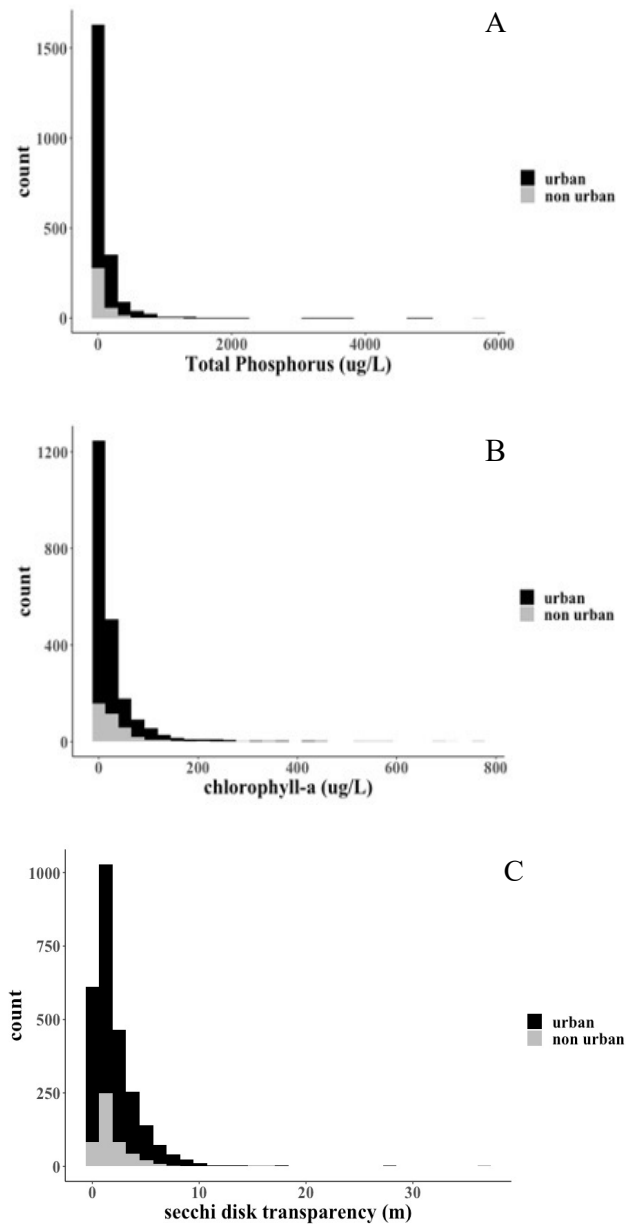 A
1500
1000
500
0
count
urban
non urban
0 2000 4000 6000
Total Phosphorus (ug/L)
B
1200
800
400
0
count
urban
non urban
0 200 400 600 800
chlorophyll-a (ug/L)
C
1000
750
500
250
0
count
urban
non urban
0 10 20 30
secchi disk transparency (m)